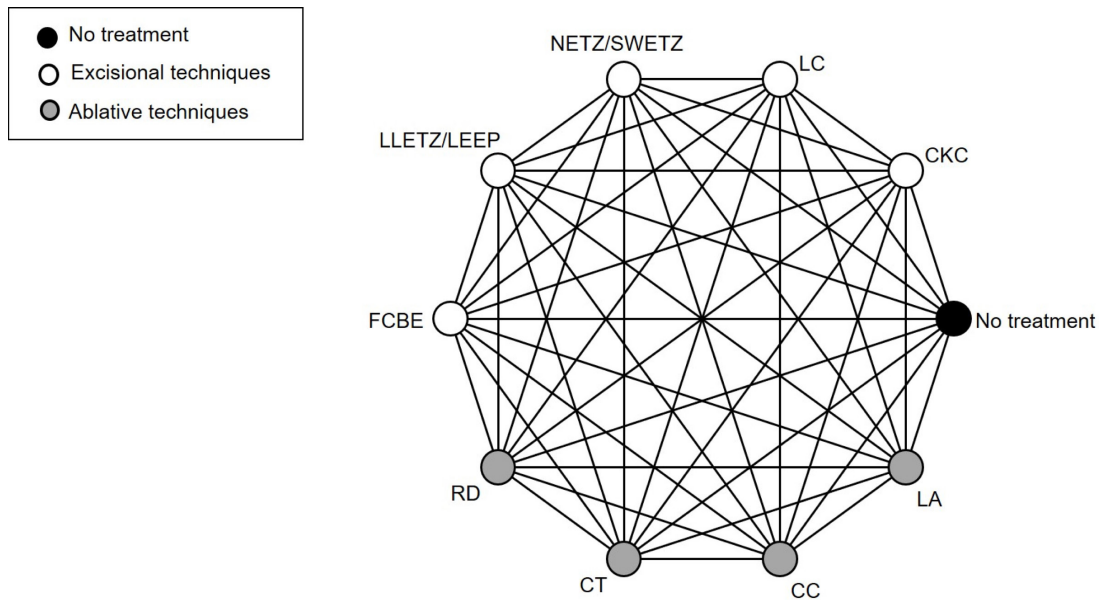 No treatment
Excisional techniques
Ablative techniques
NETZ/SWETZ
LC
LLETZ/LEEP
CKC
FCBE
No treatment
RD
LA
CT
CC